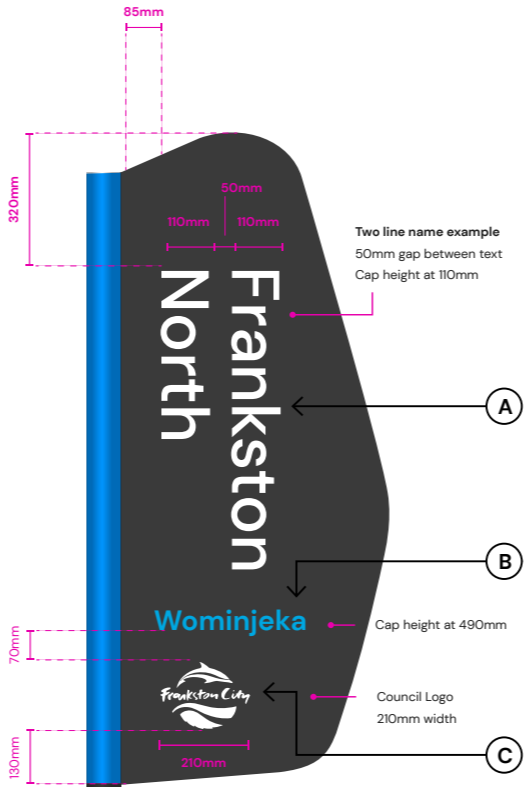 85mm
320mm
50mm
110mm
110mm
Two line name example
50mm gap between text
Cap height at 110mm
Frankston
North
A
B
Wominjeka
Cap height at 490mm
70mm
Frankston City
Council Logo
210mm width
C
130mm
210mm